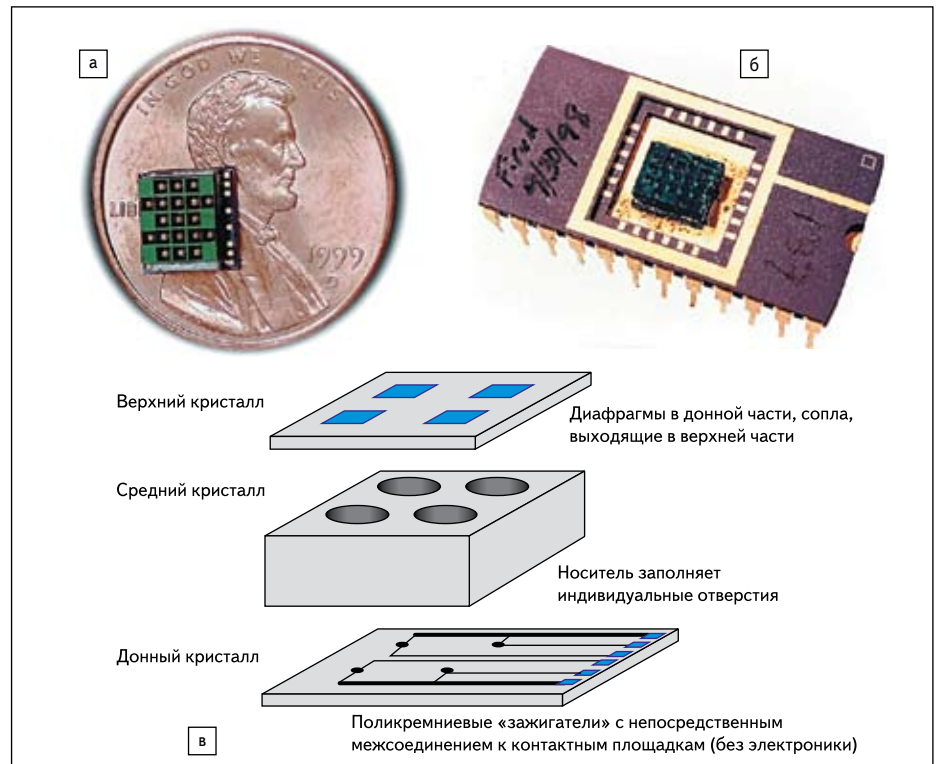 а
б
IN GOD WE TRUST
LIB
1999
D
Fired
9/30/98
Верхний кристалл
Диафрагмы в донной части, сопла,
выходящие в верхней части
Средний кристалл
Носитель заполняет
индивидуальные отверстия
Донный кристалл
Поликремниевые «зажигатели» с непосредственным
межсоединением к контактным площадкам (без электроники)
в